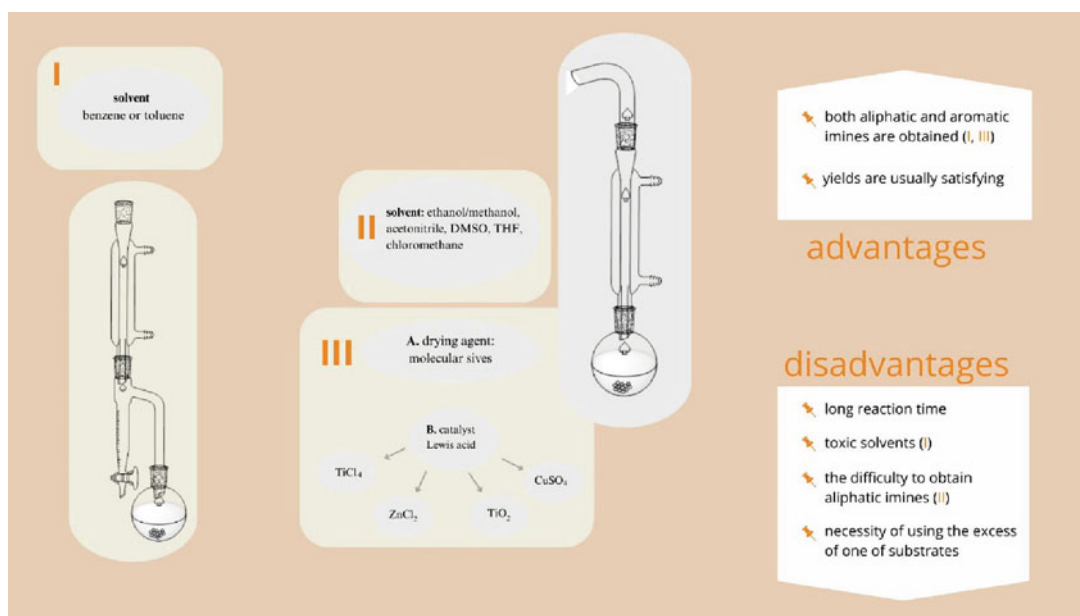 I
solvent
benzene or toluene
II
solvent: ethanol/methanol,
acetonitrile, DMSO, THF,
chloromethane
III
A. drying agent:
molecular sives
B. catalyst
Lewis acid
TiCl₄
ZnCl₂
TiO₂
CuSO₄
both aliphatic and aromatic
imines are obtained (I, III)
yields are usually satisfying
advantages
disadvantages
long reaction time
toxic solvents (I)
the difficulty to obtain
aliphatic imines (II)
necessity of using the excess
of one of substrates